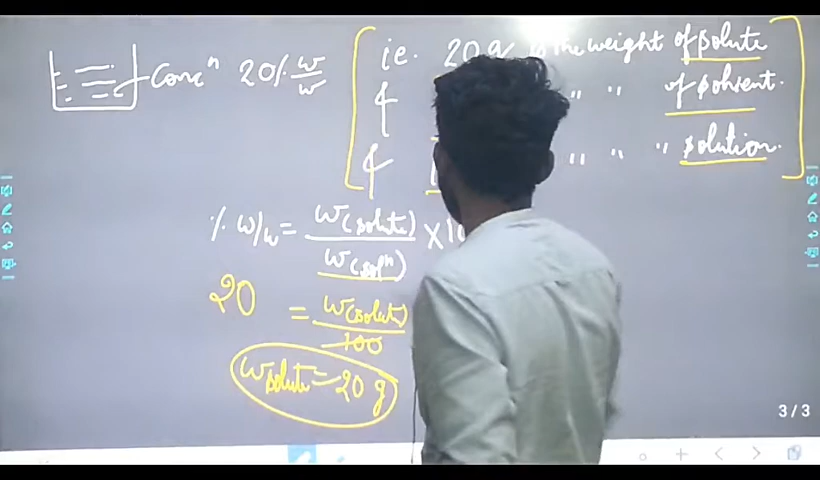 Concⁿ 20% w/w
ie. 20g is the weight of solute
& " " of solvent.
& " " " solution.
% w/w = w(solute) / w(solⁿ) × 10
20 = w(solute) / 100
w solute = 20 g
3/3